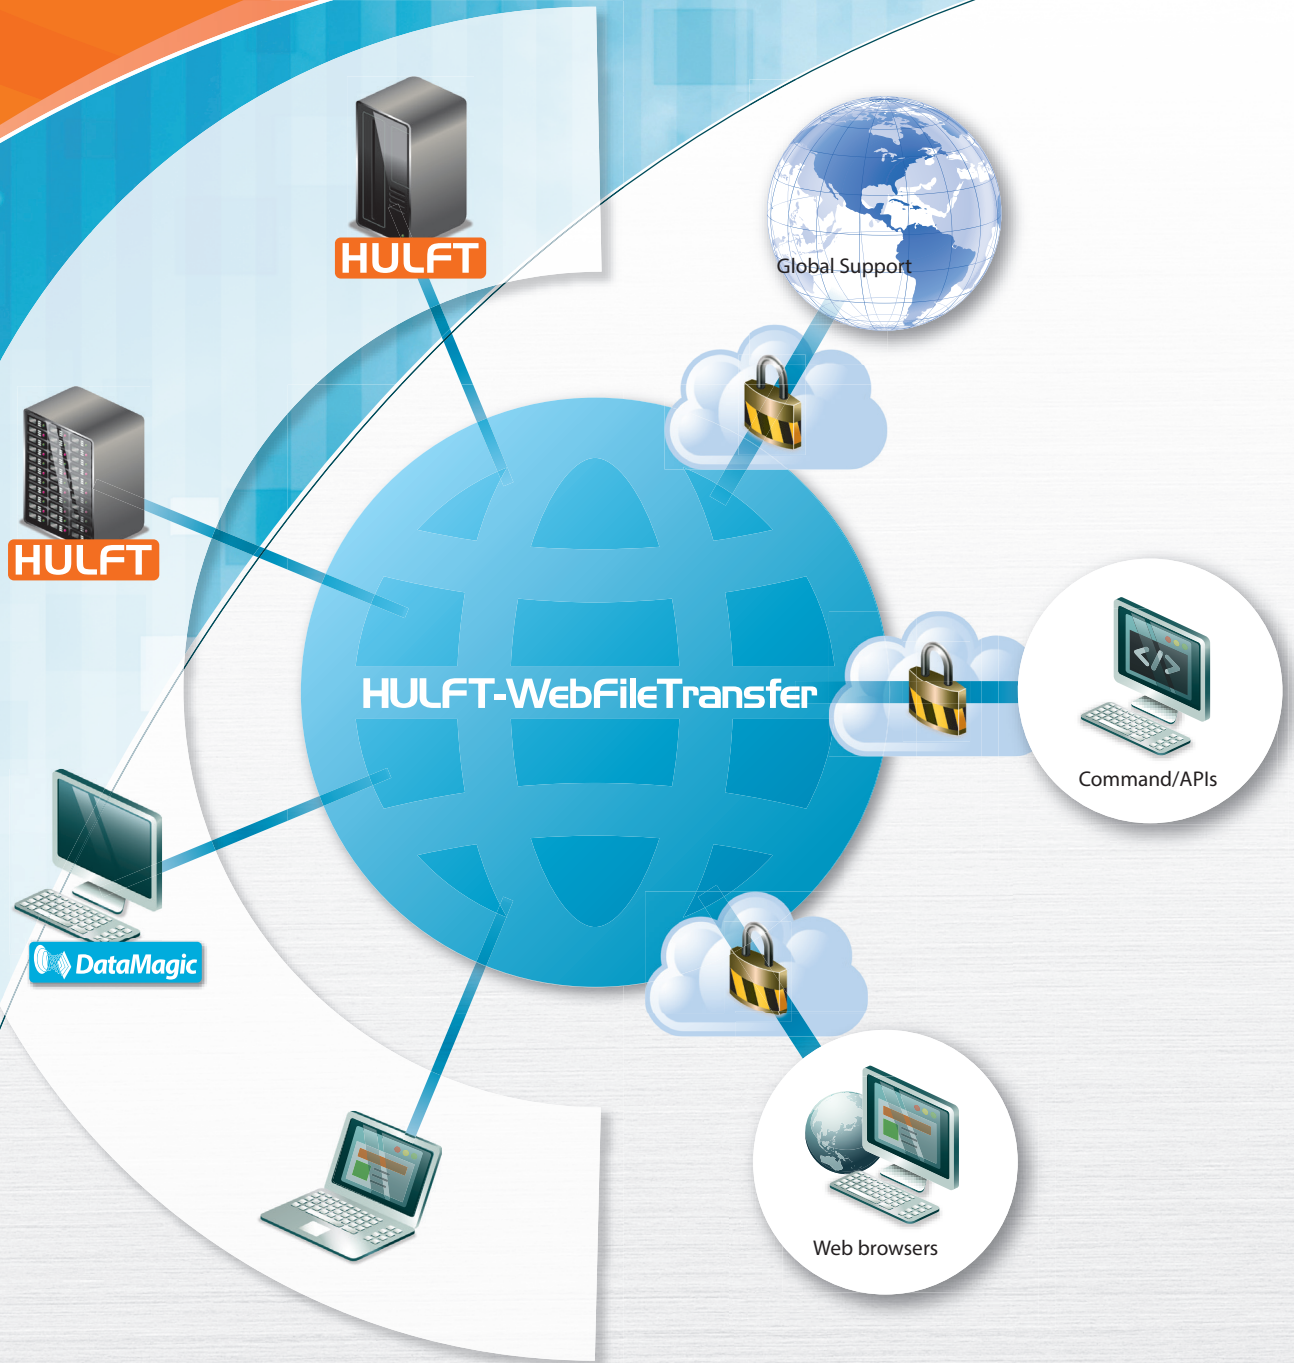 HULFT
Global Support
HULFT
HULFT-WebFileTransfer
</>
Command/APIs
DataMagic
Web browsers